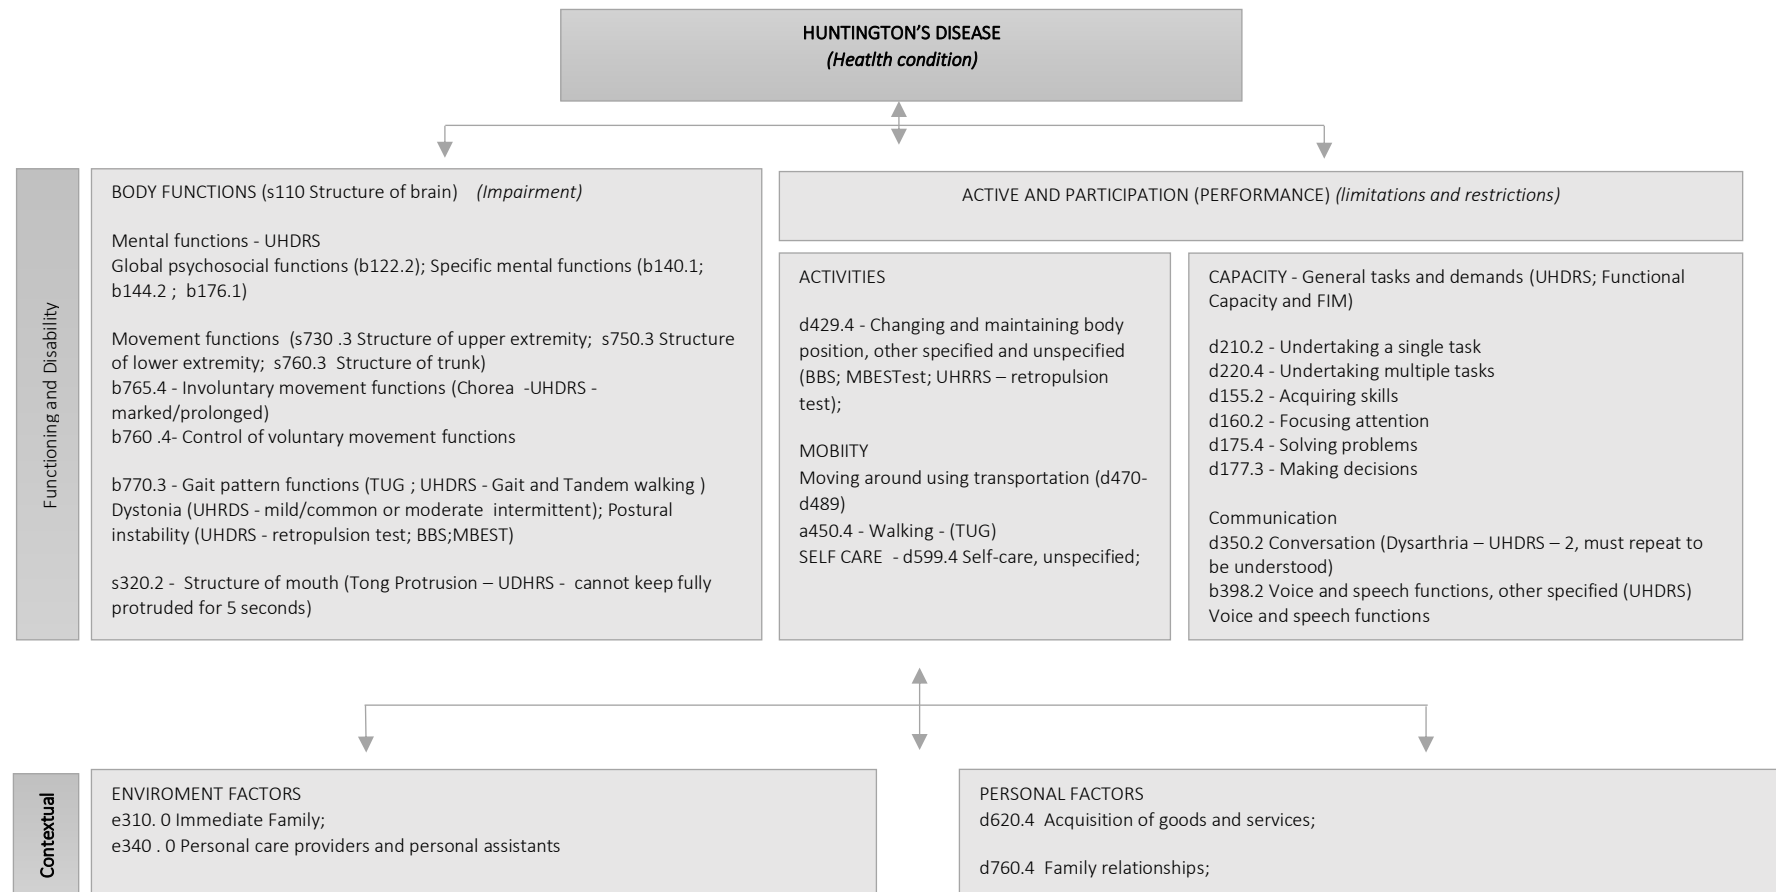 HUNTINGTON’S DISEASE
(Heatlth condition)
Functioning and Disability
BODY FUNCTIONS (s110 Structure of brain) (Impairment)
Mental functions - UHDRS
Global psychosocial functions (b122.2); Specific mental functions (b140.1;
b144.2 ; b176.1)
Movement functions (s730 .3 Structure of upper extremity; s750.3 Structure
of lower extremity; s760.3 Structure of trunk)
b765.4 - Involuntary movement functions (Chorea -UHDRS -
marked/prolonged)
b760 .4- Control of voluntary movement functions
b770.3 - Gait pattern functions (TUG ; UHDRS - Gait and Tandem walking )
Dystonia (UHRDS - mild/common or moderate intermittent); Postural
instability (UHDRS - retropulsion test; BBS;MBEST)
s320.2 - Structure of mouth (Tong Protrusion – UDHRS - cannot keep fully
protruded for 5 seconds)
ACTIVE AND PARTICIPATION (PERFORMANCE) (limitations and restrictions)
ACTIVITIES
d429.4 - Changing and maintaining body
position, other specified and unspecified
(BBS; MBESTest; UHRRS – retropulsion
test);
MOBIITY
Moving around using transportation (d470-
d489)
a450.4 - Walking - (TUG)
SELF CARE - d599.4 Self-care, unspecified;
CAPACITY - General tasks and demands (UHDRS; Functional
Capacity and FIM)
d210.2 - Undertaking a single task
d220.4 - Undertaking multiple tasks
d155.2 - Acquiring skills
d160.2 - Focusing attention
d175.4 - Solving problems
d177.3 - Making decisions
Communication
d350.2 Conversation (Dysarthria – UHDRS – 2, must repeat to
be understood)
b398.2 Voice and speech functions, other specified (UHDRS)
Voice and speech functions
Contextual
ENVIROMENT FACTORS
e310. 0 Immediate Family;
e340 . 0 Personal care providers and personal assistants
PERSONAL FACTORS
d620.4 Acquisition of goods and services;
d760.4 Family relationships;